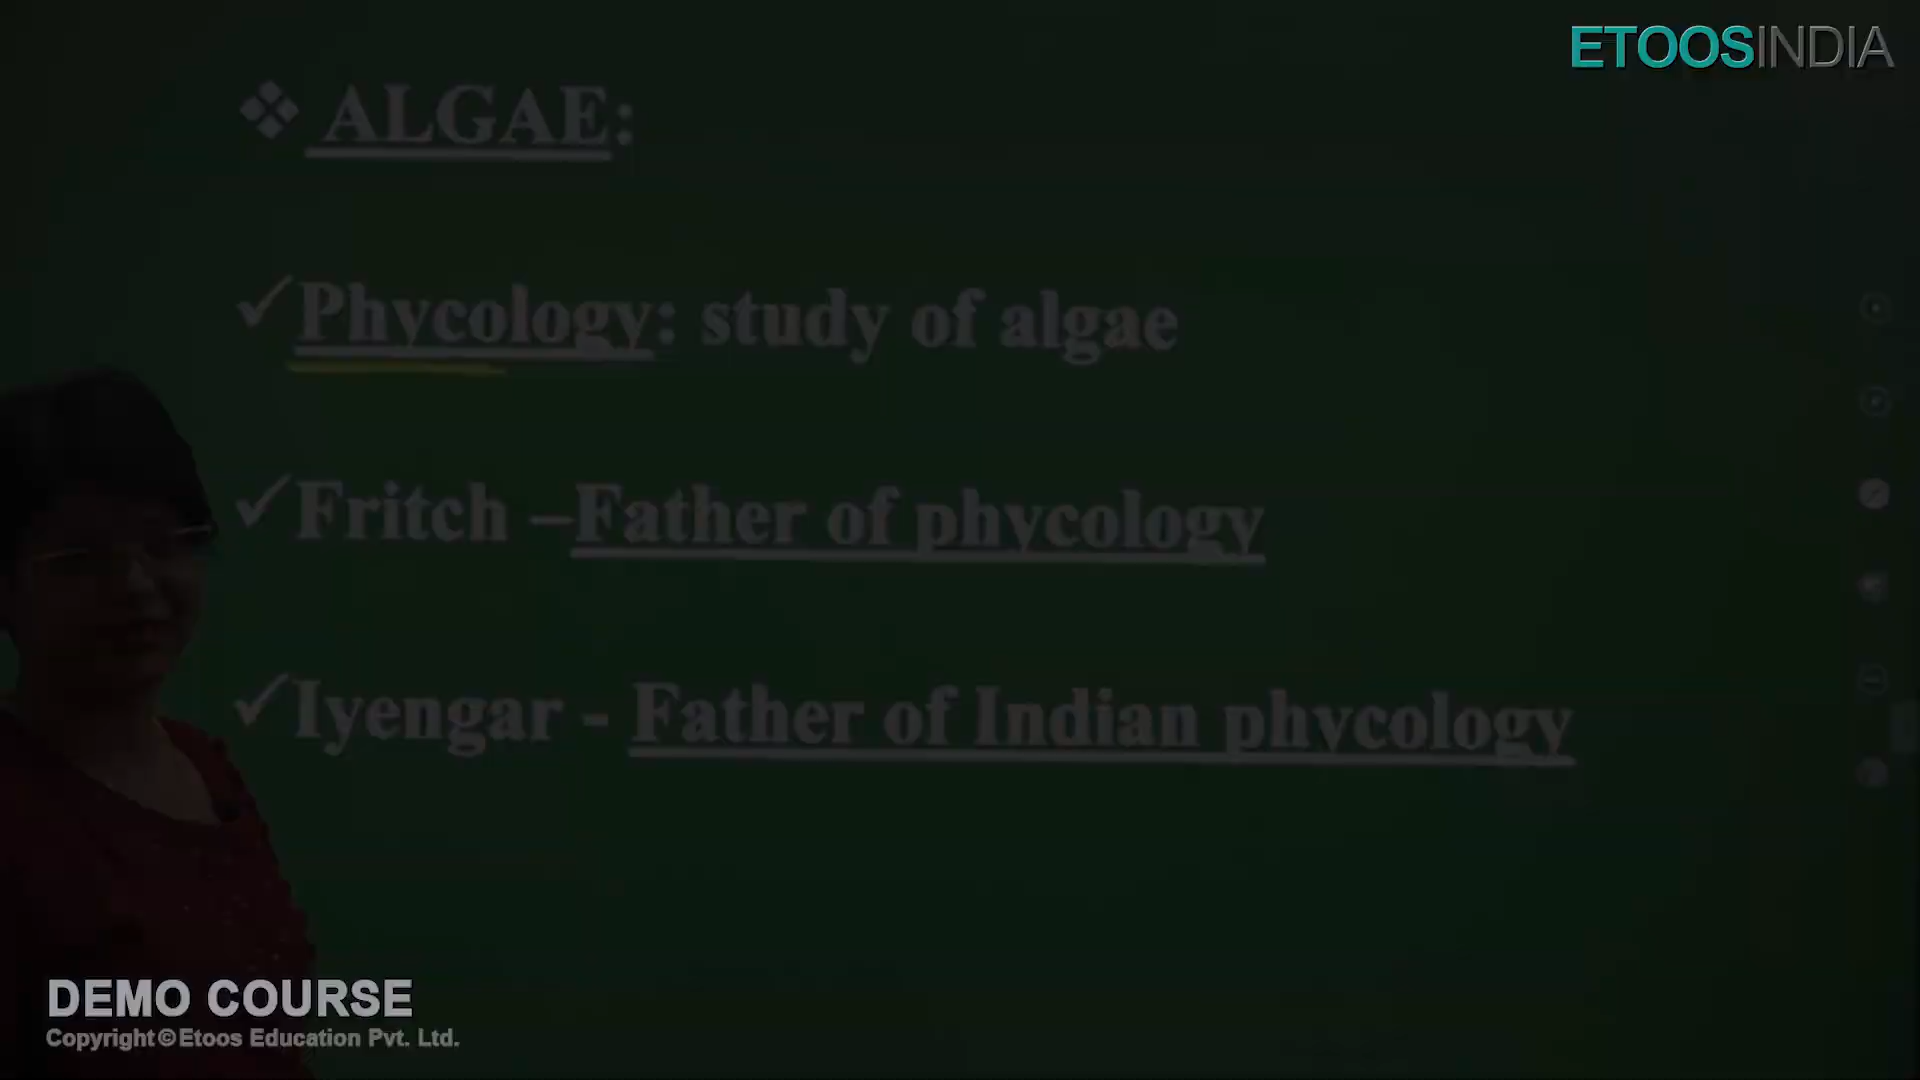 ETOOSINDIA
❖ ALGAE:
✓Phycology: study of algae
✓Fritch –Father of phycology
✓Iyengar - Father of Indian phycology
DEMO COURSE
Copyright©Etoos Education Pvt. Ltd.